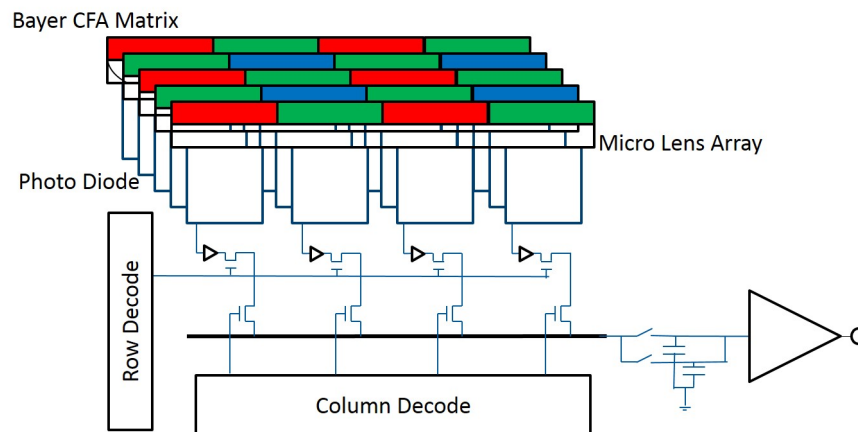 Bayer CFA Matrix
Micro Lens Array
Photo Diode
Row Decode
Column Decode